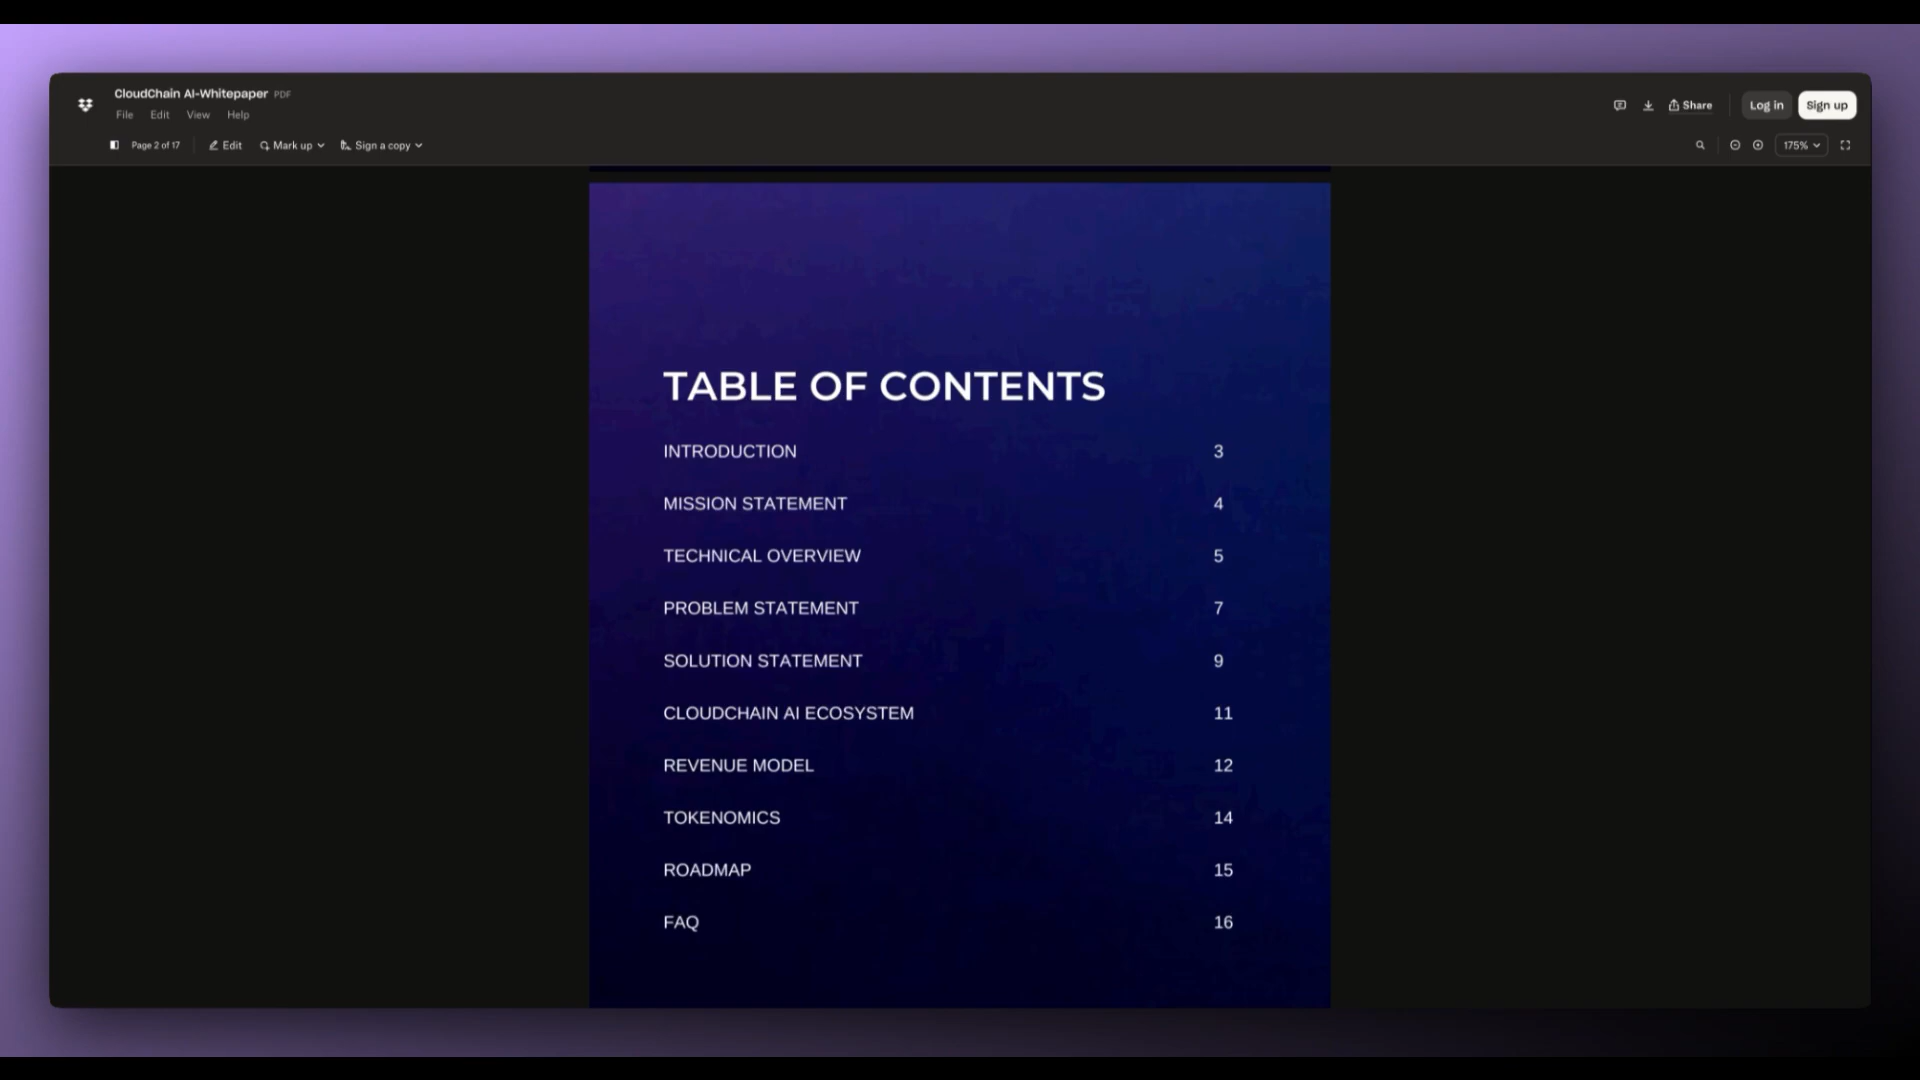 CloudChain AI-Whitepaper PDF
File Edit View Help
Share Log in Sign up
Page 2 of 17 Edit Mark up Sign a copy 175%
TABLE OF CONTENTS
INTRODUCTION 3
MISSION STATEMENT 4
TECHNICAL OVERVIEW 5
PROBLEM STATEMENT 7
SOLUTION STATEMENT 9
CLOUDCHAIN AI ECOSYSTEM 11
REVENUE MODEL 12
TOKENOMICS 14
ROADMAP 15
FAQ 16